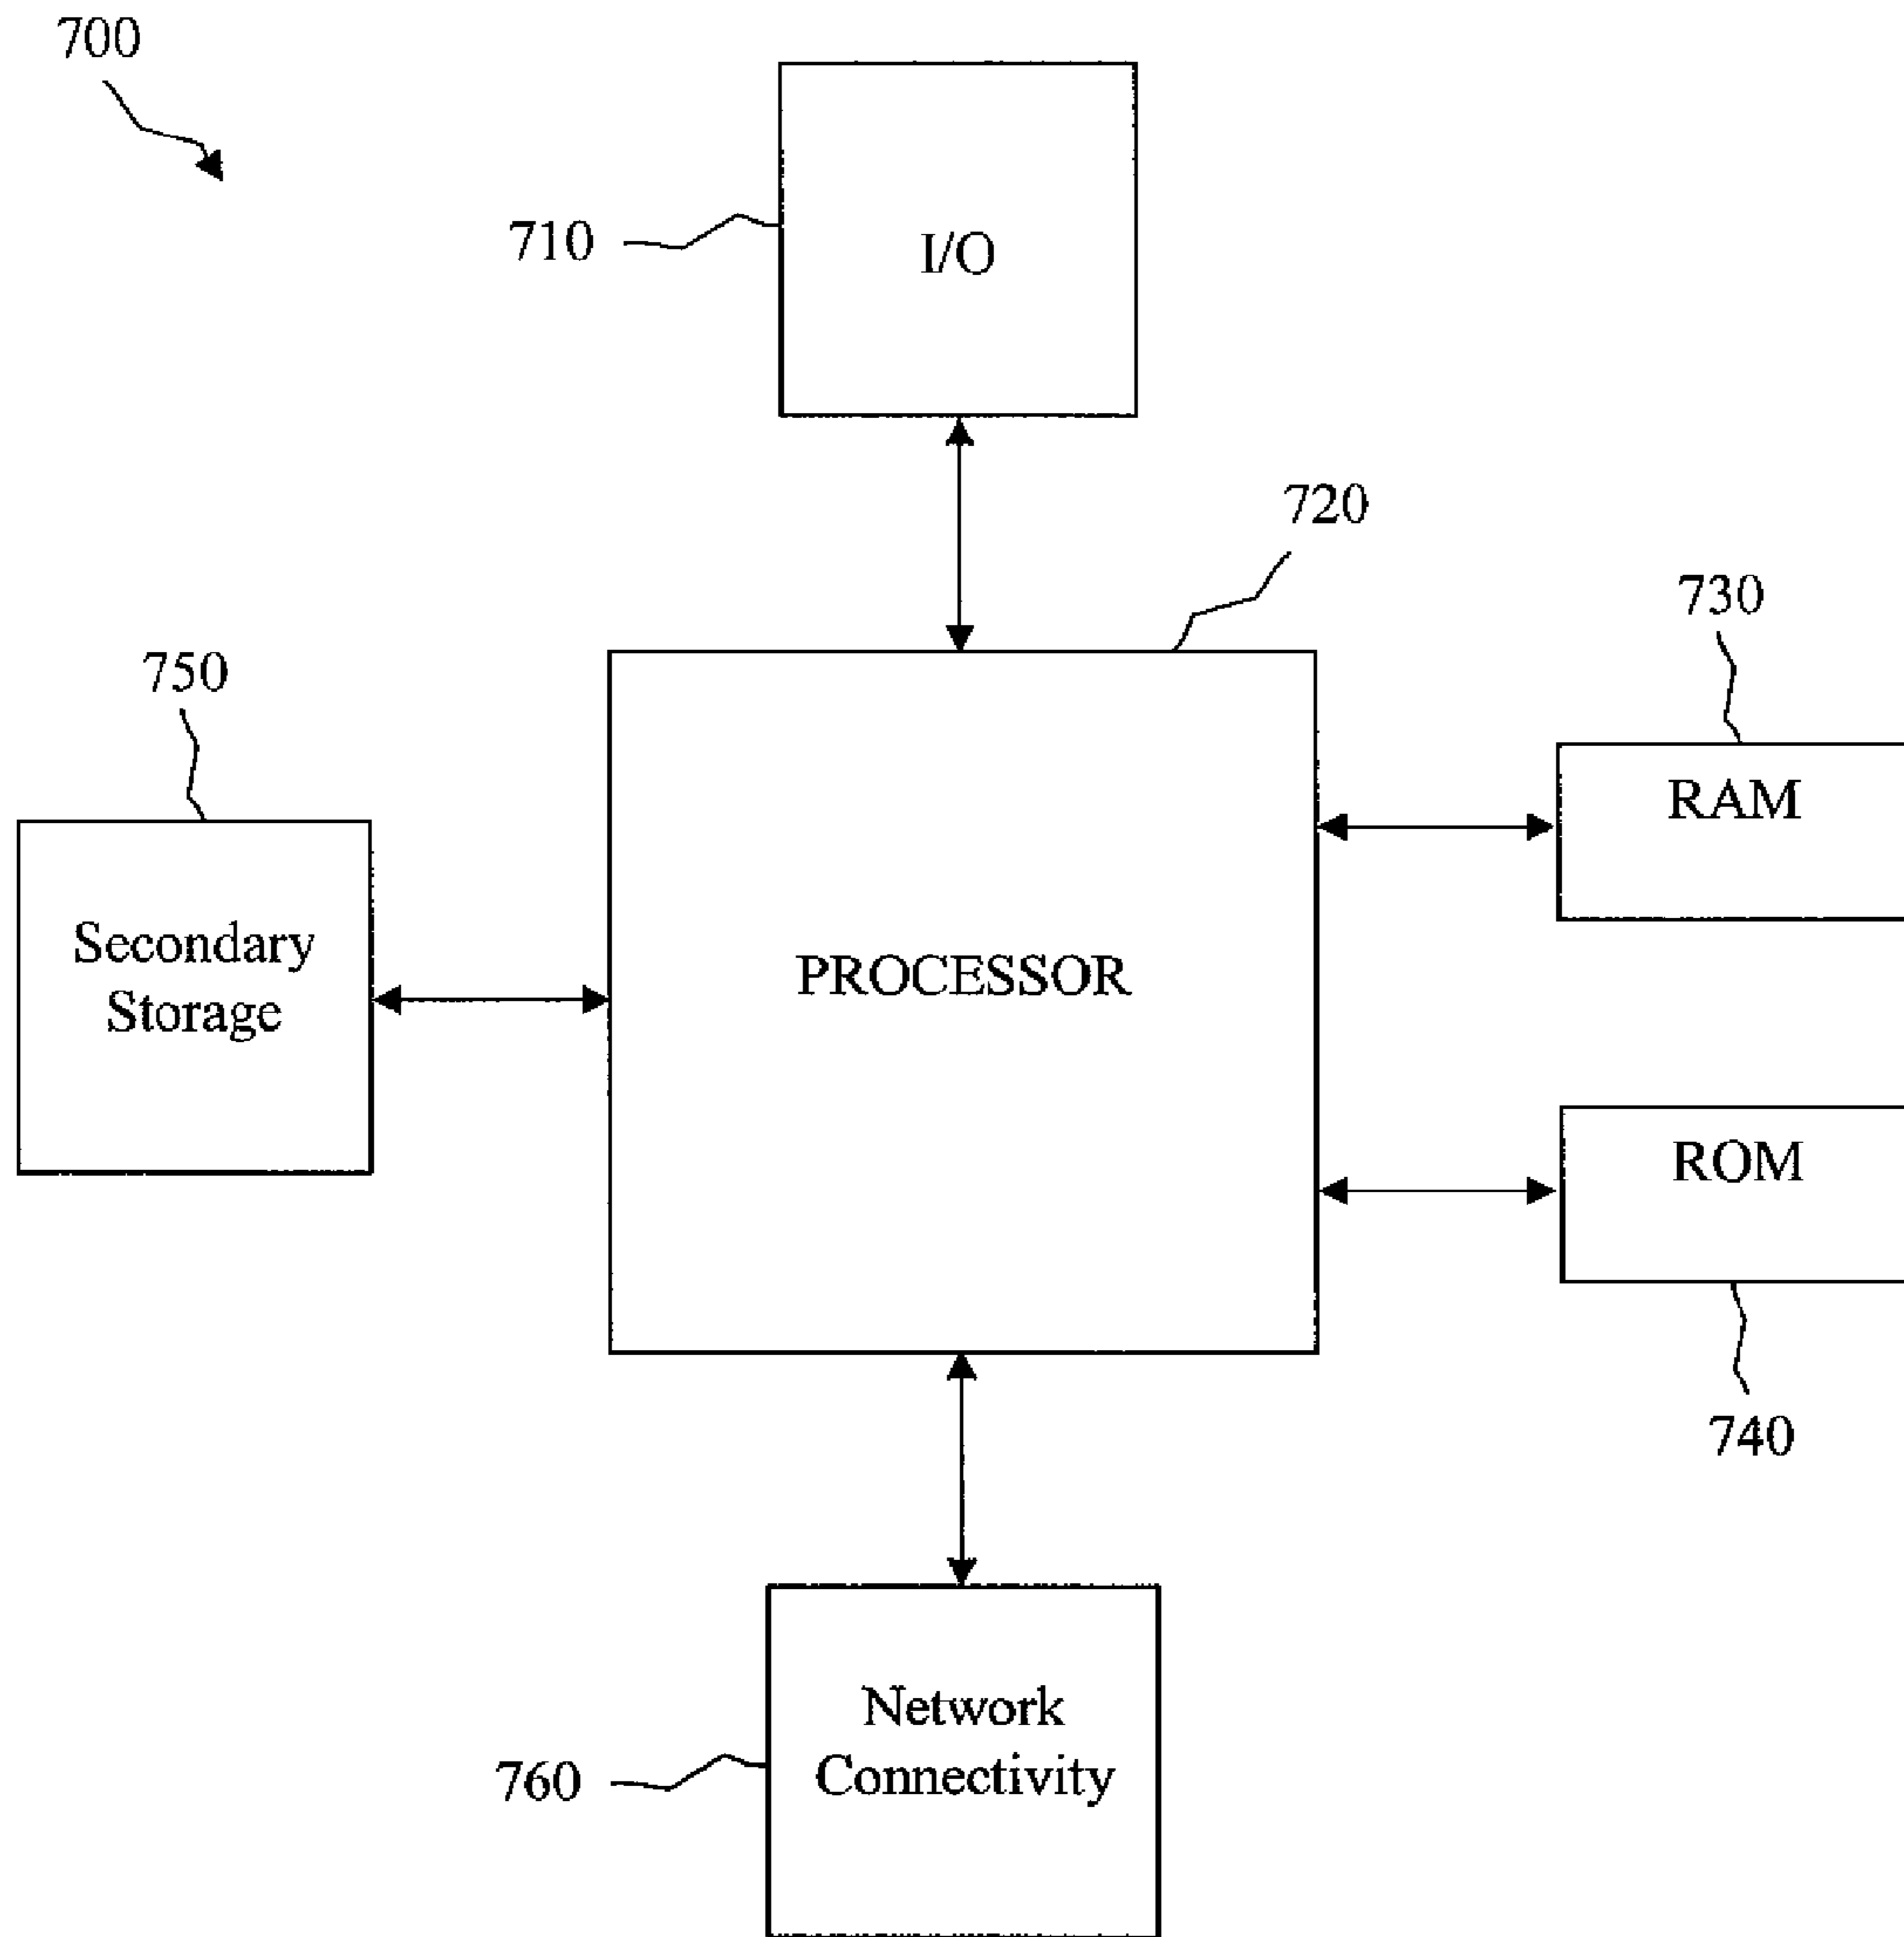 700
710
I/O
720
730
750
RAM
Secondary
Storage
PROCESSOR
ROM
740
Network
Connectivity
760